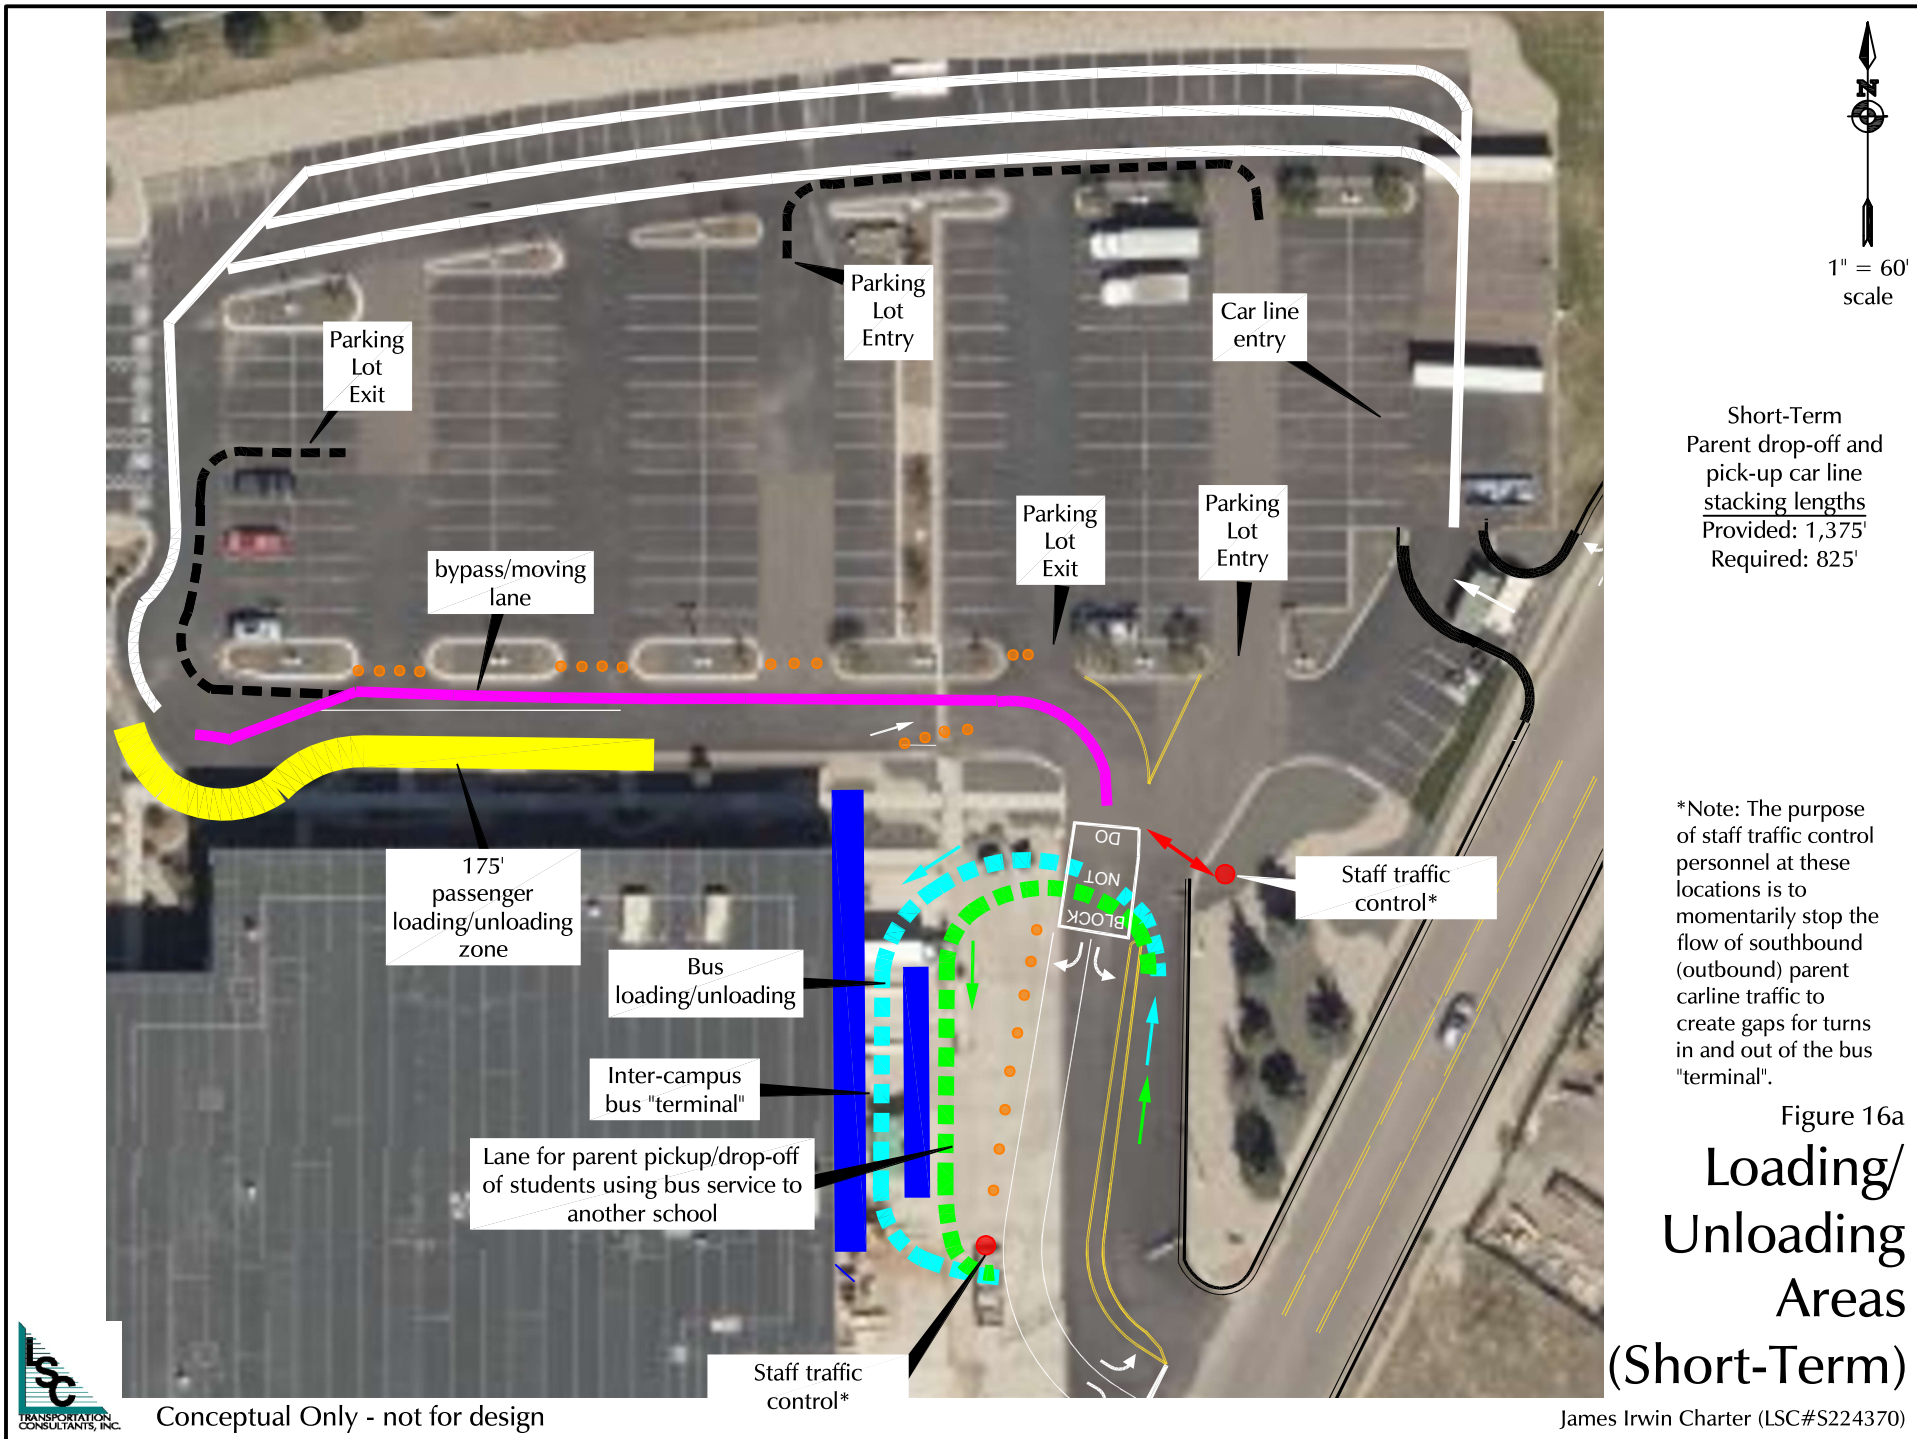 N
1" = 60'
scale
Parking
Lot
Entry
Car line
entry
Parking
Lot
Exit
Short-Term
Parent drop-off and
pick-up car line
stacking lengths
Provided: 1,375'
Required: 825'
Parking
Lot
Exit
Parking
Lot
Entry
bypass/moving
lane
175'
passenger
loading/unloading
zone
DO
NOT
BLOCK
Staff traffic
control*
*Note: The purpose
of staff traffic control
personnel at these
locations is to
momentarily stop the
flow of southbound
(outbound) parent
carline traffic to
create gaps for turns
in and out of the bus
"terminal".
Bus
loading/unloading
Inter-campus
bus "terminal"
Lane for parent pickup/drop-off
of students using bus service to
another school
Staff traffic
control*
Figure 16a
Loading/
Unloading
Areas
(Short-Term)
LSC
TRANSPORTATION
CONSULTANTS, INC.
Conceptual Only - not for design
James Irwin Charter (LSC#S224370)